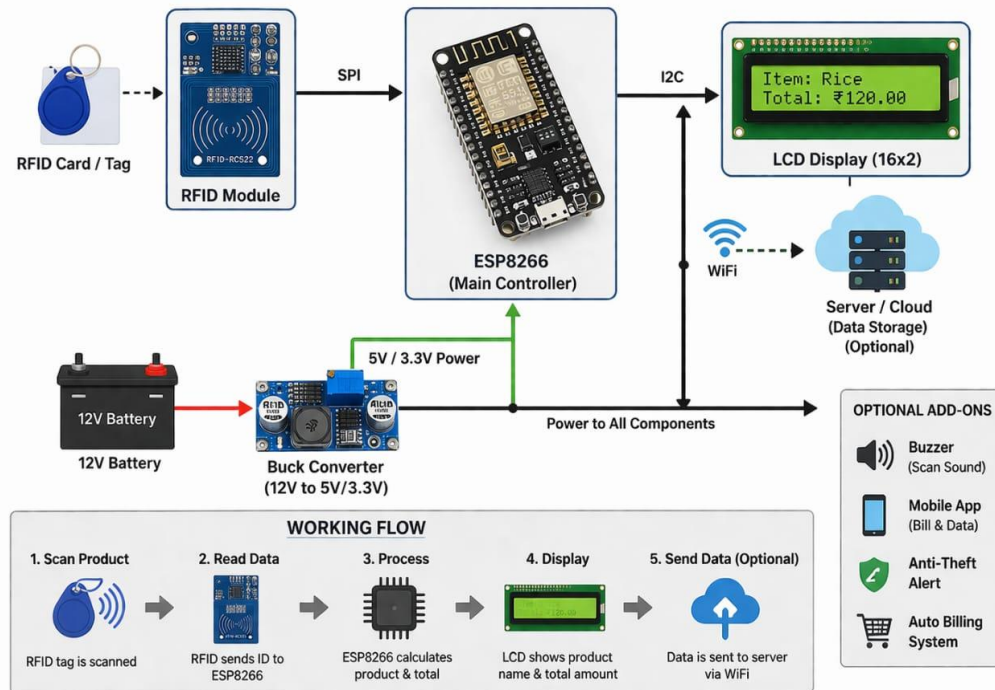 RFID Card / Tag
RFID-RC522
RFID Module
SPI
ESP8266
(Main Controller)
I2C
Item: Rice
Total: ₹120.00
LCD Display (16x2)
WiFi
Server / Cloud
(Data Storage)
(Optional)
12V Battery
12V Battery
5V / 3.3V Power
Buck Converter
(12V to 5V/3.3V)
Power to All Components
OPTIONAL ADD-ONS
Buzzer
(Scan Sound)
Mobile App
(Bill & Data)
Anti-Theft
Alert
Auto Billing
System
WORKING FLOW
1. Scan Product
RFID tag is scanned
2. Read Data
RFID sends ID to
ESP8266
3. Process
ESP8266 calculates
product & total
4. Display
LCD shows product
name & total amount
5. Send Data (Optional)
Data is sent to server
via WiFi